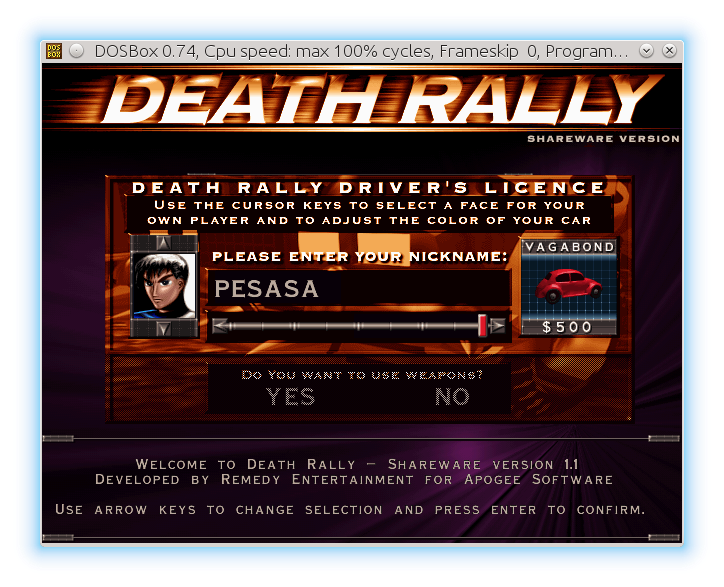 DOS
BOX
DOSBox 0.74, Cpu speed: max 100% cycles, Frameskip 0, Program...
DEATH RALLY
SHAREWARE VERSION
DEATH RALLY DRIVER'S LICENCE
USE THE CURSOR KEYS TO SELECT A FACE FOR YOUR
OWN PLAYER AND TO ADJUST THE COLOR OF YOUR CAR
PLEASE ENTER YOUR NICKNAME:
VAGABOND
PESASA
$500
DO YOU WANT TO USE WEAPONS?
YES NO
WELCOME TO DEATH RALLY – SHAREWARE VERSION 1.1
DEVELOPED BY REMEDY ENTERTAINMENT FOR APOGEE SOFTWARE
USE ARROW KEYS TO CHANGE SELECTION AND PRESS ENTER TO CONFIRM.